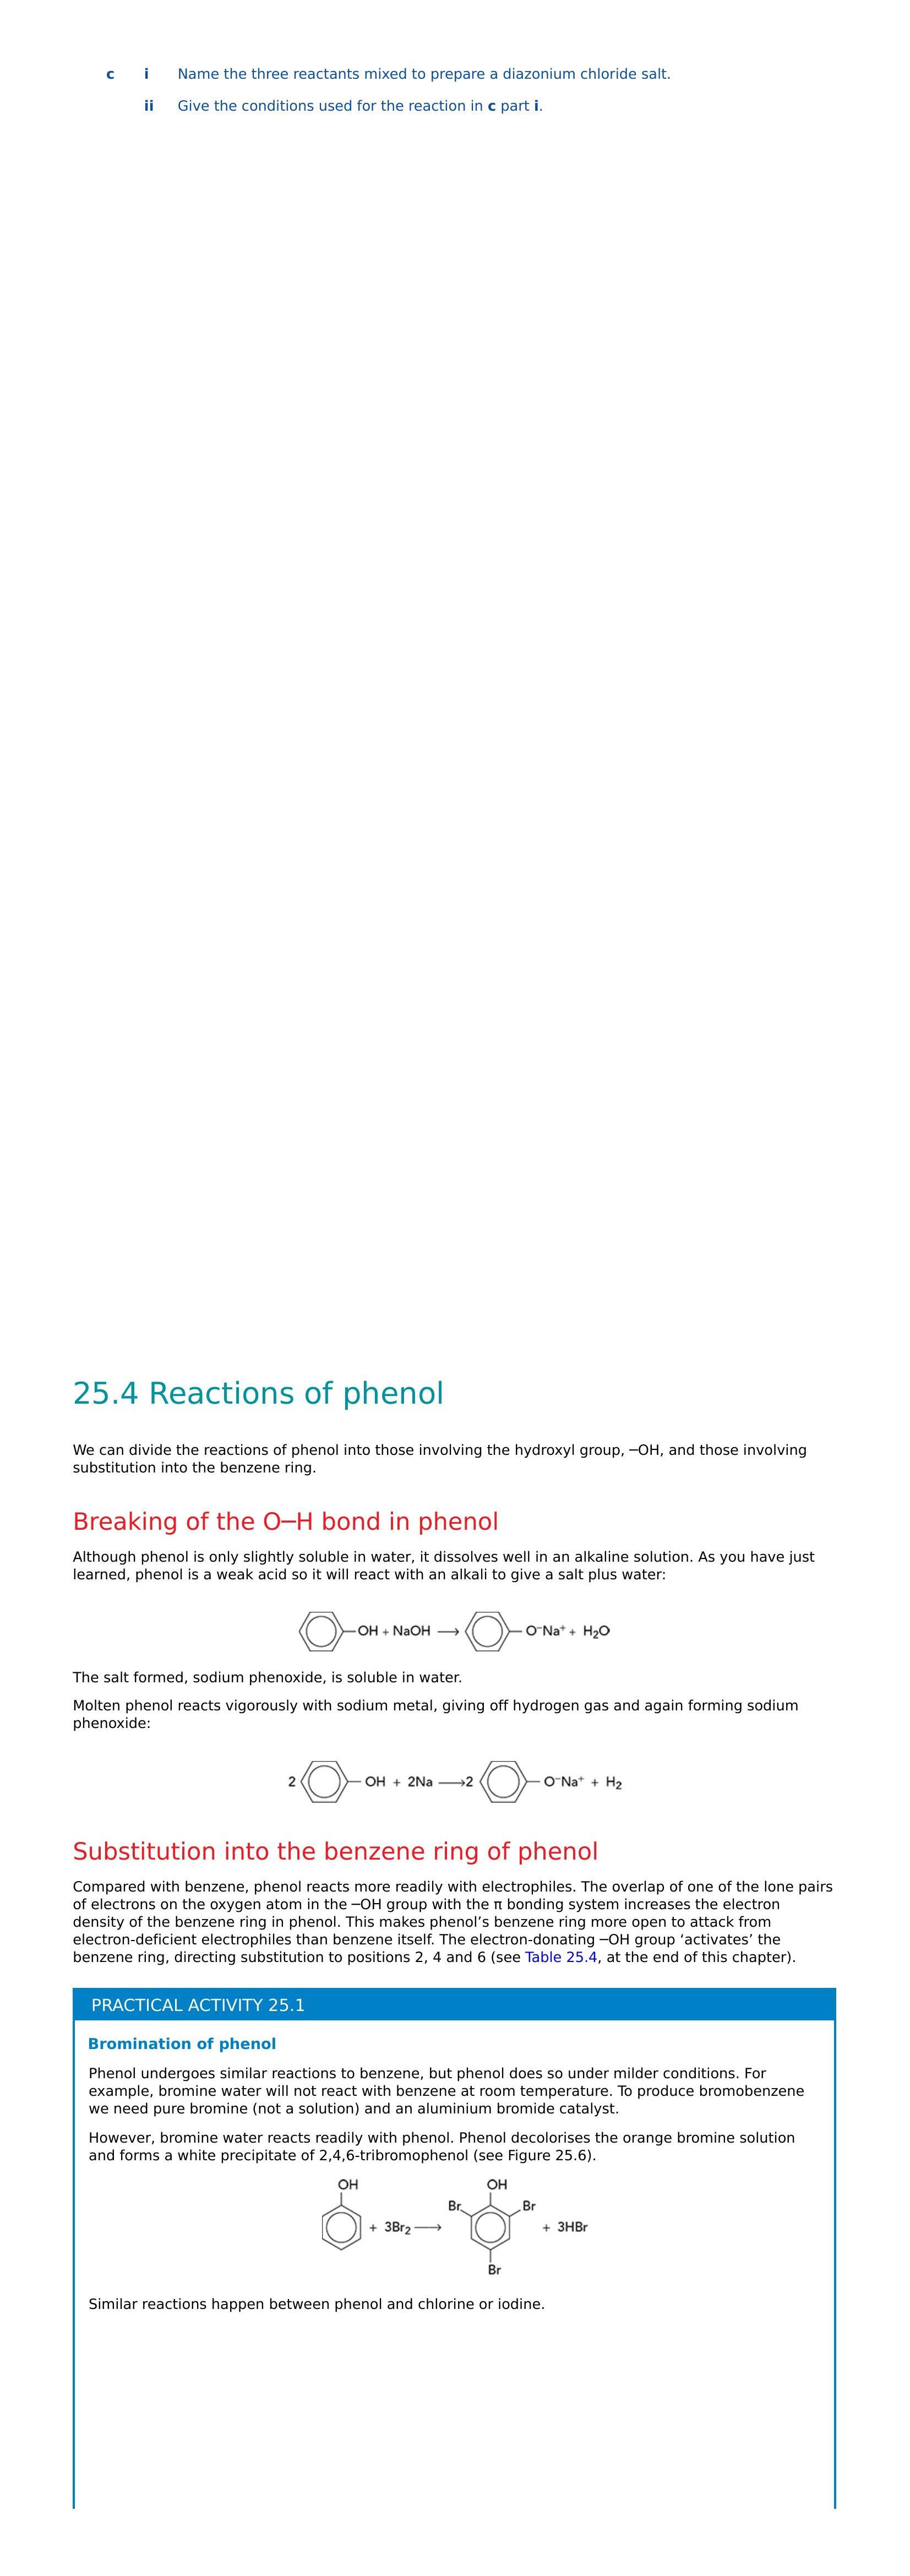 c i Name the three reactants mixed to prepare a diazonium chloride salt.
ii Give the conditions used for the reaction in c part i.
25.4 Reactions of phenol
We can divide the reactions of phenol into those involving the hydroxyl group, ─OH, and those involving
substitution into the benzene ring.
Breaking of the O─H bond in phenol
Although phenol is only slightly soluble in water, it dissolves well in an alkaline solution. As you have just
learned, phenol is a weak acid so it will react with an alkali to give a salt plus water:
OH + NaOH ⟶ O⁻Na⁺ + H₂O
The salt formed, sodium phenoxide, is soluble in water.
Molten phenol reacts vigorously with sodium metal, giving off hydrogen gas and again forming sodium
phenoxide:
2 OH + 2Na ⟶2 O⁻Na⁺ + H₂
Substitution into the benzene ring of phenol
Compared with benzene, phenol reacts more readily with electrophiles. The overlap of one of the lone pairs
of electrons on the oxygen atom in the ─OH group with the π bonding system increases the electron
density of the benzene ring in phenol. This makes phenol’s benzene ring more open to attack from
electron-deficient electrophiles than benzene itself. The electron-donating ─OH group ‘activates’ the
benzene ring, directing substitution to positions 2, 4 and 6 (see Table 25.4, at the end of this chapter).
PRACTICAL ACTIVITY 25.1
Bromination of phenol
Phenol undergoes similar reactions to benzene, but phenol does so under milder conditions. For
example, bromine water will not react with benzene at room temperature. To produce bromobenzene
we need pure bromine (not a solution) and an aluminium bromide catalyst.
However, bromine water reacts readily with phenol. Phenol decolorises the orange bromine solution
and forms a white precipitate of 2,4,6-tribromophenol (see Figure 25.6).
OH OH
Br Br
+ 3Br₂ ⟶ + 3HBr
Br
Similar reactions happen between phenol and chlorine or iodine.